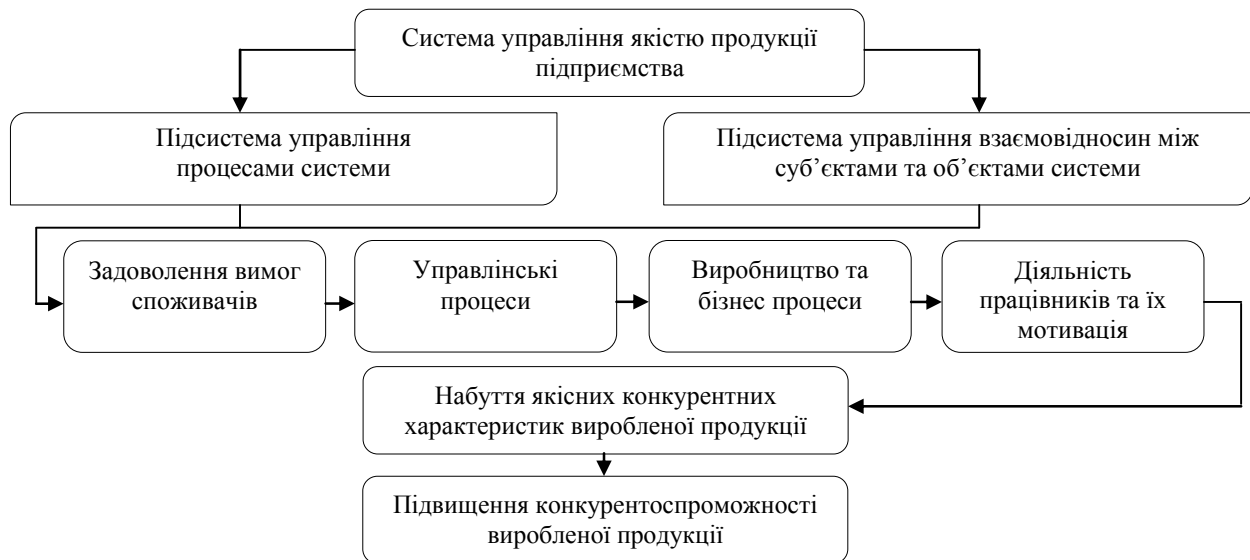 Система управління якістю продукції
підприємства
Підсистема управління
процесами системи
Підсистема управління взаємовідносин між
суб’єктами та об’єктами системи
Задоволення вимог
споживачів
Управлінські
процеси
Виробництво та
бізнес процеси
Діяльність
працівників та їх
мотивація
Набуття якісних конкурентних
характеристик виробленої продукції
Підвищення конкурентоспроможності
виробленої продукції